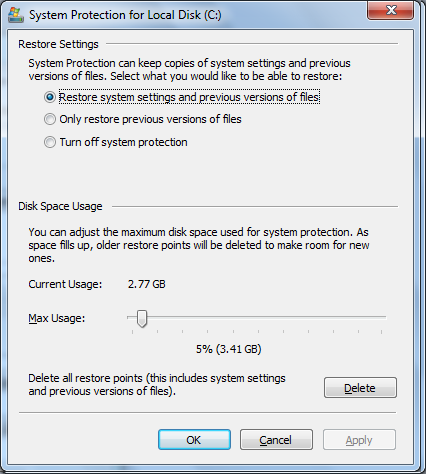 System Protection for Local Disk (C:)
Restore Settings
System Protection can keep copies of system settings and previous
versions of files. Select what you would like to be able to restore:
Restore system settings and previous versions of files
Only restore previous versions of files
Turn off system protection
Disk Space Usage
You can adjust the maximum disk space used for system protection. As
space fills up, older restore points will be deleted to make room for new
ones.
Current Usage: 2.77 GB
Max Usage:
5% (3.41 GB)
Delete all restore points (this includes system settings
and previous versions of files).
Delete
OK Cancel Apply